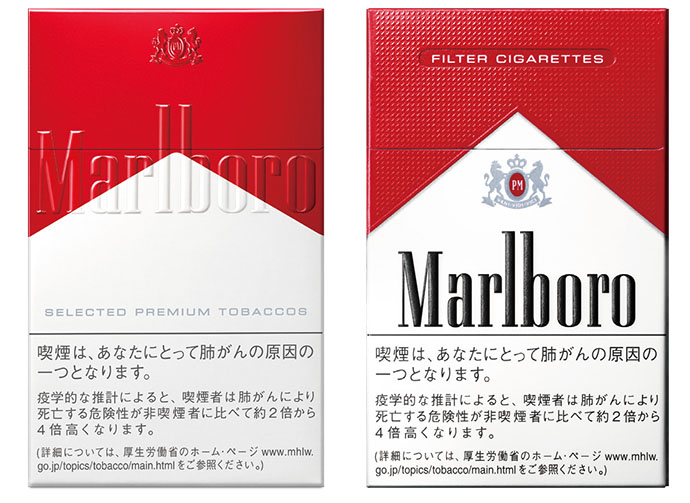 PM
Marlboro
SELECTED PREMIUM TOBACCOS
喫煙は、あなたにとって肺がんの原因の
一つとなります。
疫学的な推計によると、喫煙者は肺がんにより
死亡する危険性が非喫煙者に比べて約2倍から
4倍高くなります。
(詳細については、厚生労働省のホーム・ページ www.mhlw.
go.jp/topics/tobacco/main.htmlをご参照ください。)
FILTER CIGARETTES
PM
Marlboro
喫煙は、あなたにとって肺がんの原因の
一つとなります。
疫学的な推計によると、喫煙者は肺がんにより
死亡する危険性が非喫煙者に比べて約2倍から
4倍高くなります。
(詳細については、厚生労働省のホーム・ページ www.mhlw.
go.jp/topics/tobacco/main.htmlをご参照ください。)